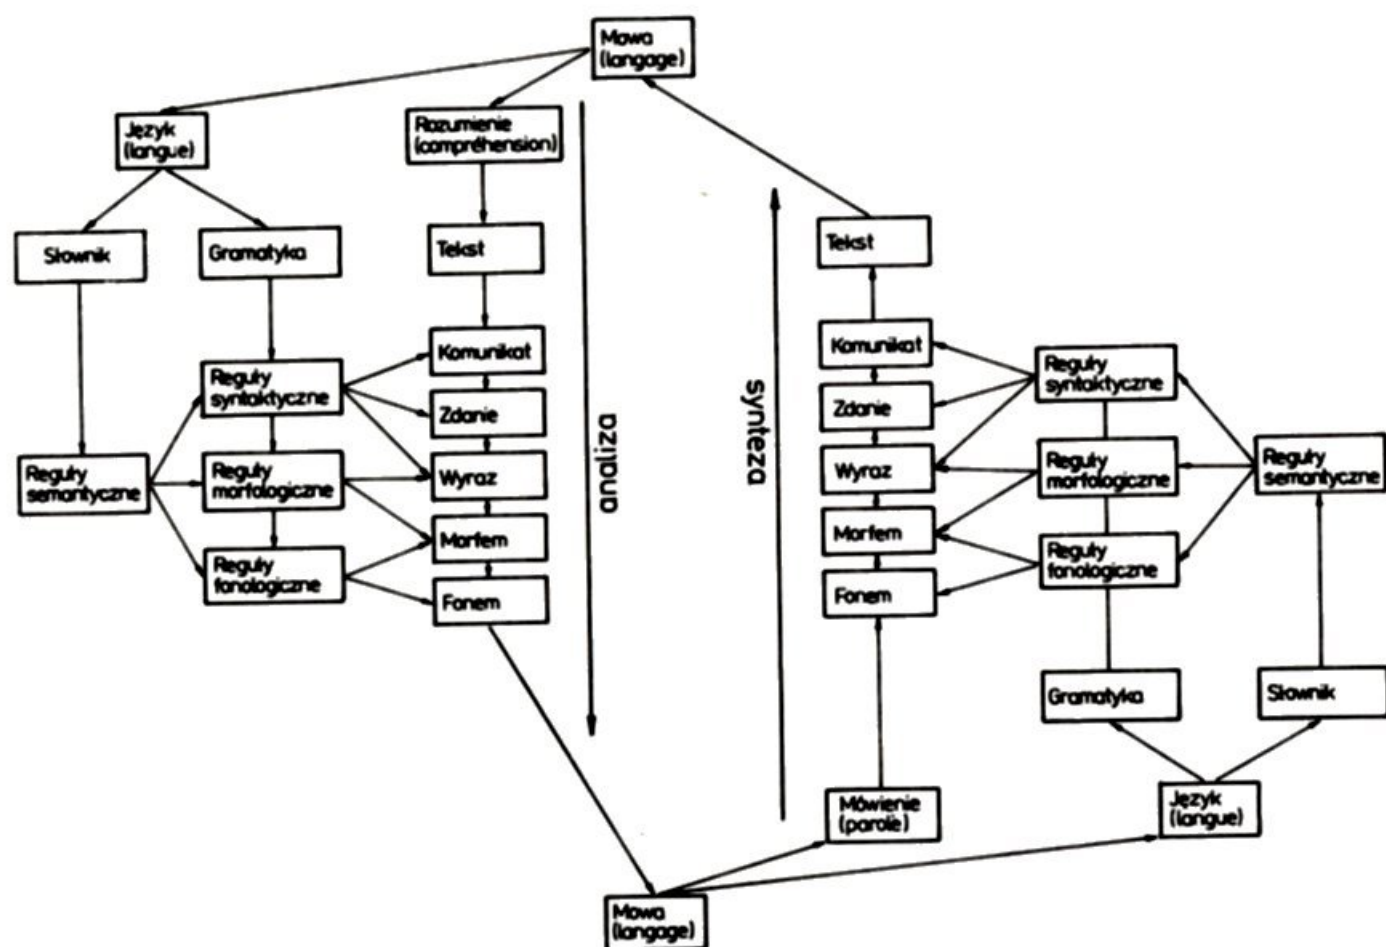 Mowa
(langage)
Język
(langue)
Rozumienie
(compréhension)
Słownik
Gramatyka
Tekst
Komunikat
Reguły
syntaktyczne
Zdanie
Reguły
semantyczne
Reguły
morfologiczne
Wyraz
Morfem
Reguły
fonologiczne
Fonem
analiza
synteza
Tekst
Komunikat
Reguły
syntaktyczne
Zdanie
Wyraz
Reguły
morfologiczne
Reguły
semantyczne
Morfem
Reguły
fonologiczne
Fonem
Gramatyka
Słownik
Mówienie
(parole)
Język
(langue)
Mowa
(langage)